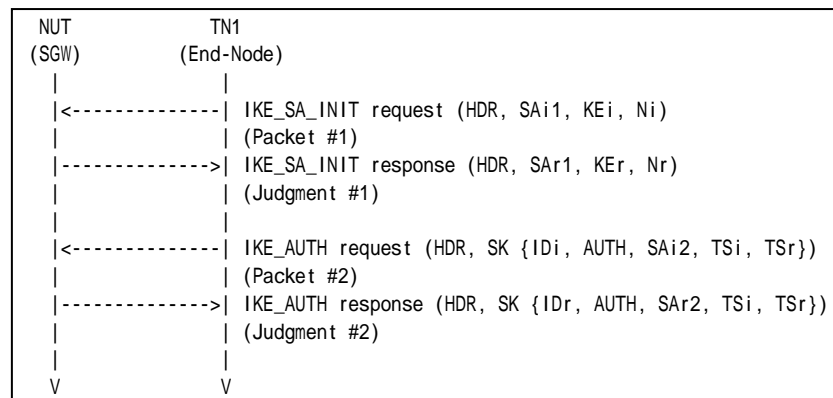 NUT TN1
(SGW) (End-Node)
| |
|<--------------| IKE_SA_INIT request (HDR, SAi1, KEi, Ni)
| | (Packet #1)
|-------------->| IKE_SA_INIT response (HDR, SAr1, KEr, Nr)
| | (Judgment #1)
| |
|<--------------| IKE_AUTH request (HDR, SK {IDi, AUTH, SAi2, TSi, TSr})
| | (Packet #2)
|-------------->| IKE_AUTH response (HDR, SK {IDr, AUTH, SAr2, TSi, TSr})
| | (Judgment #2)
| |
V V